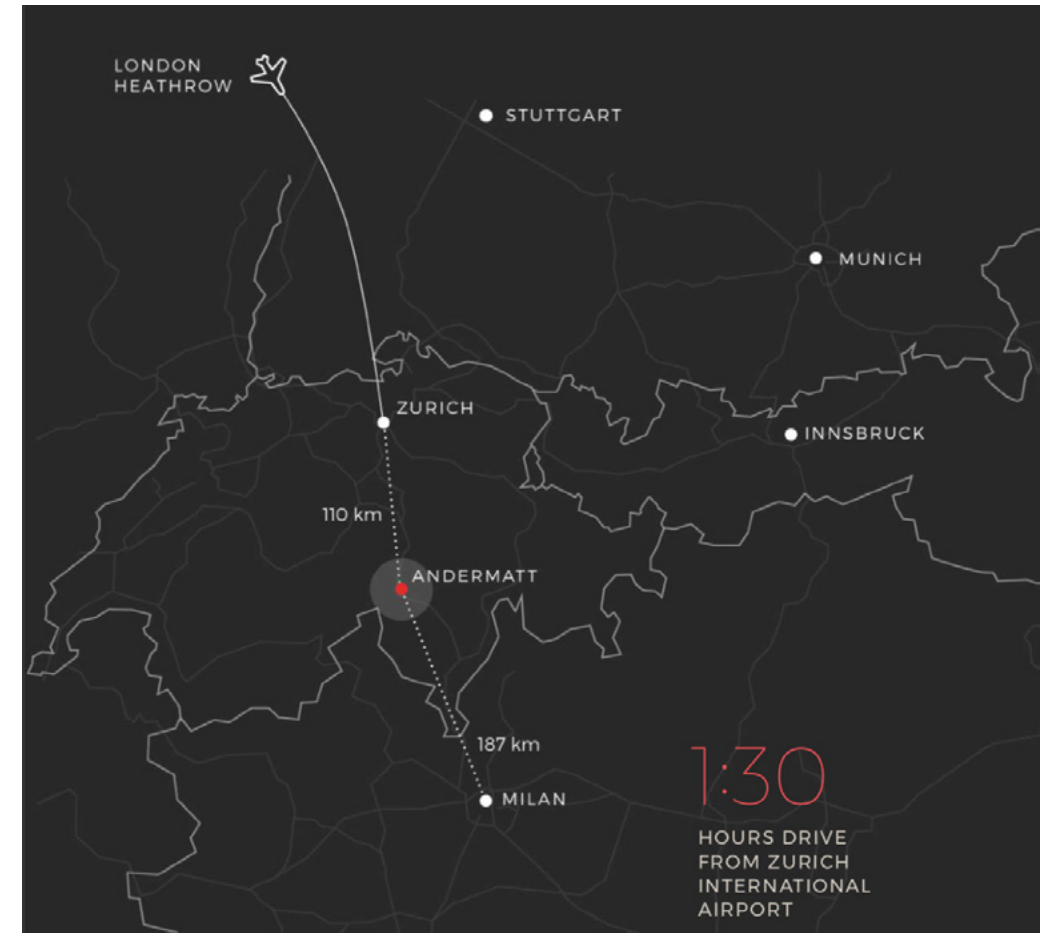 LONDON
HEATHROW
STUTTGART
MUNICH
ZURICH
INNSBRUCK
110 km
ANDERMATT
187 km
MILAN
1:30
HOURS DRIVE
FROM ZURICH
INTERNATIONAL
AIRPORT